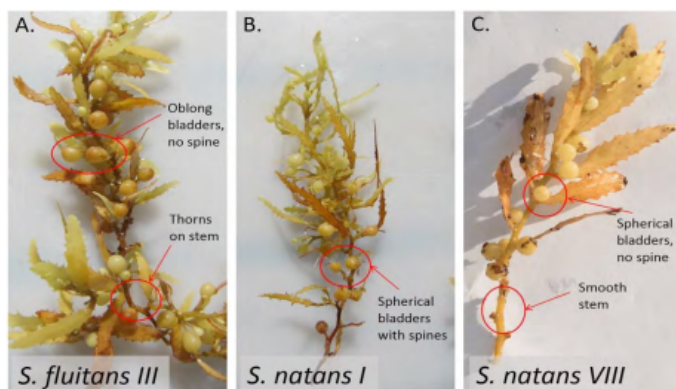 A.
Oblong
bladders,
no spine
Thorns
on stem
S. fluitans III
B.
Spherical
bladders
with spines
S. natans I
C.
Spherical
bladders,
no spine
Smooth
stem
S. natans VIII